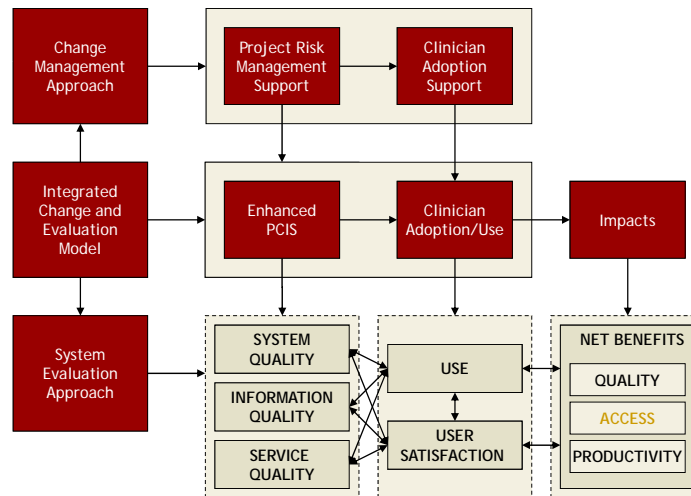 Change
Management
Approach
Project Risk
Management
Support
Clinician
Adoption
Support
Integrated
Change and
Evaluation
Model
Enhanced
PCIS
Clinician
Adoption/Use
Impacts
System
Evaluation
Approach
SYSTEM
QUALITY
INFORMATION
QUALITY
SERVICE
QUALITY
USE
USER
SATISFACTION
NET BENEFITS
QUALITY
ACCESS
PRODUCTIVITY